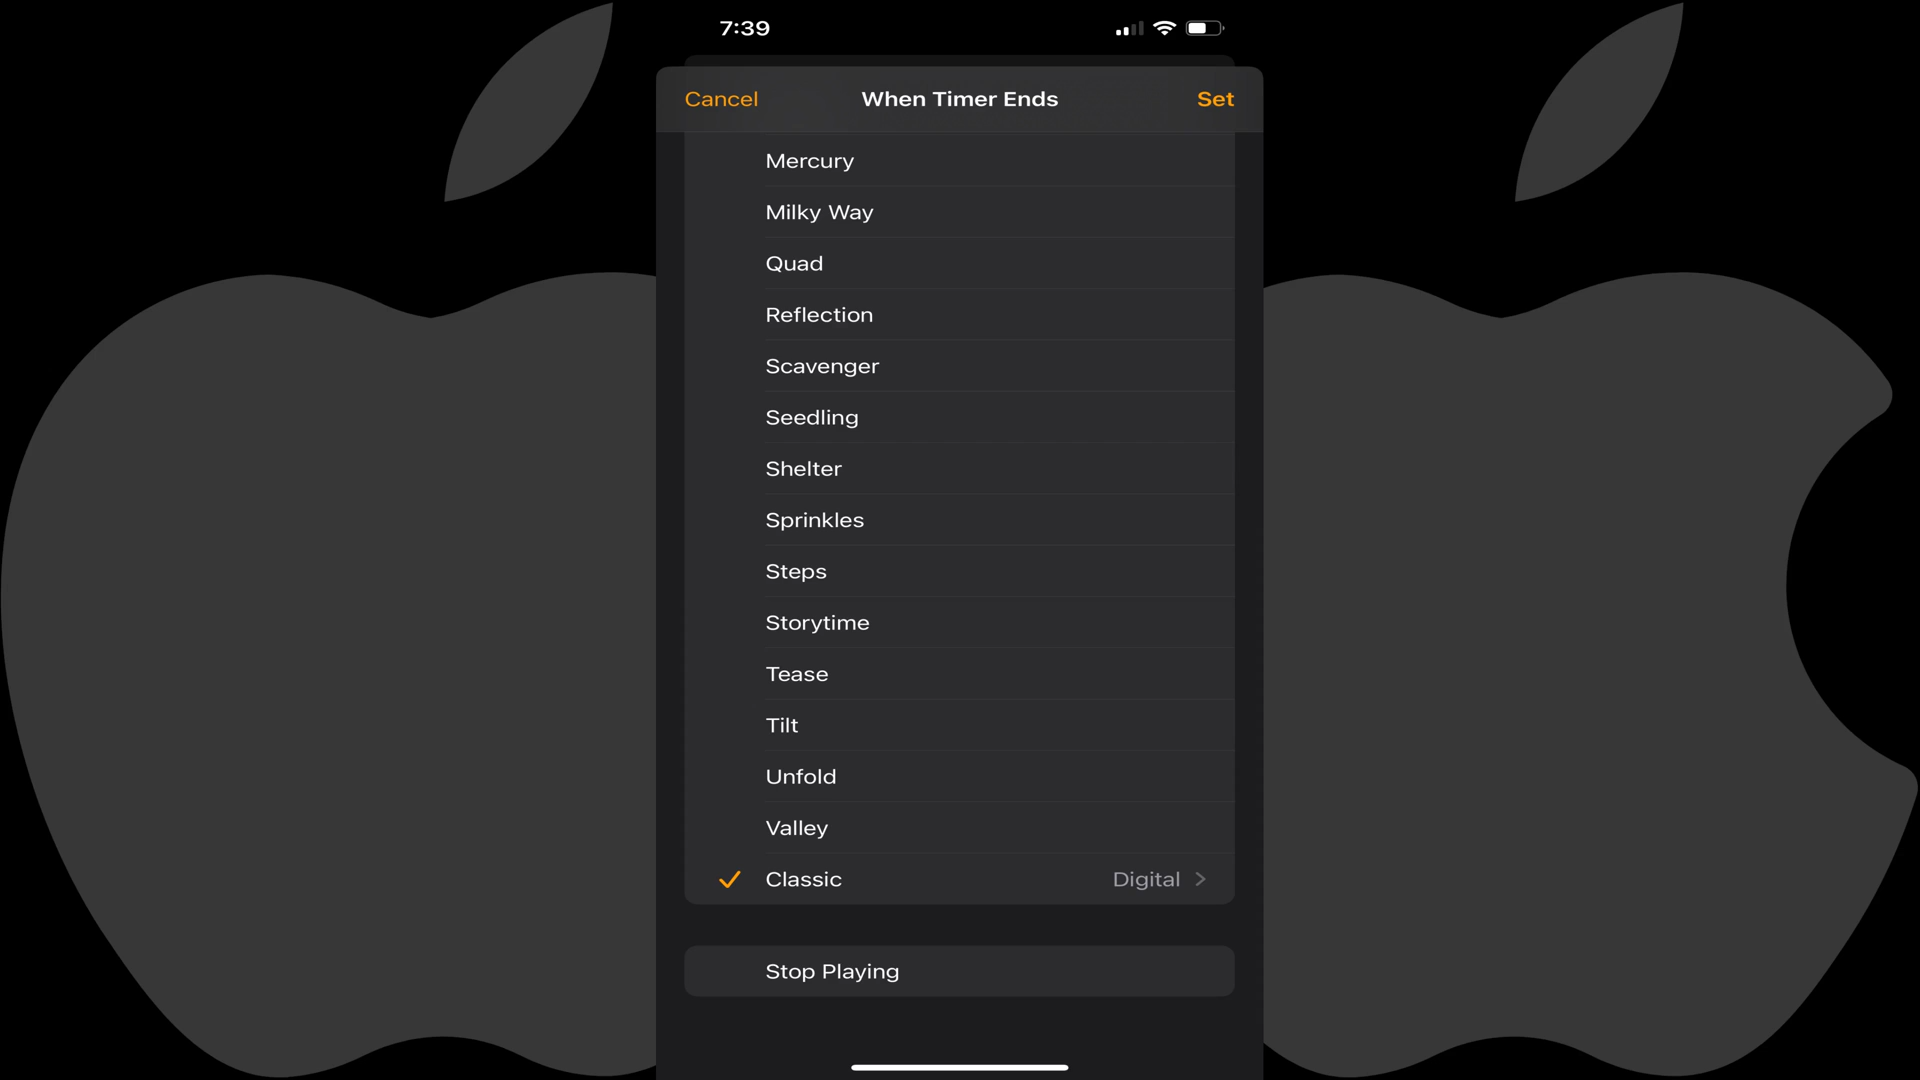 7:39
Cancel When Timer Ends Set
Mercury
Milky Way
Quad
Reflection
Scavenger
Seedling
Shelter
Sprinkles
Steps
Storytime
Tease
Tilt
Unfold
Valley
Classic Digital
Stop Playing